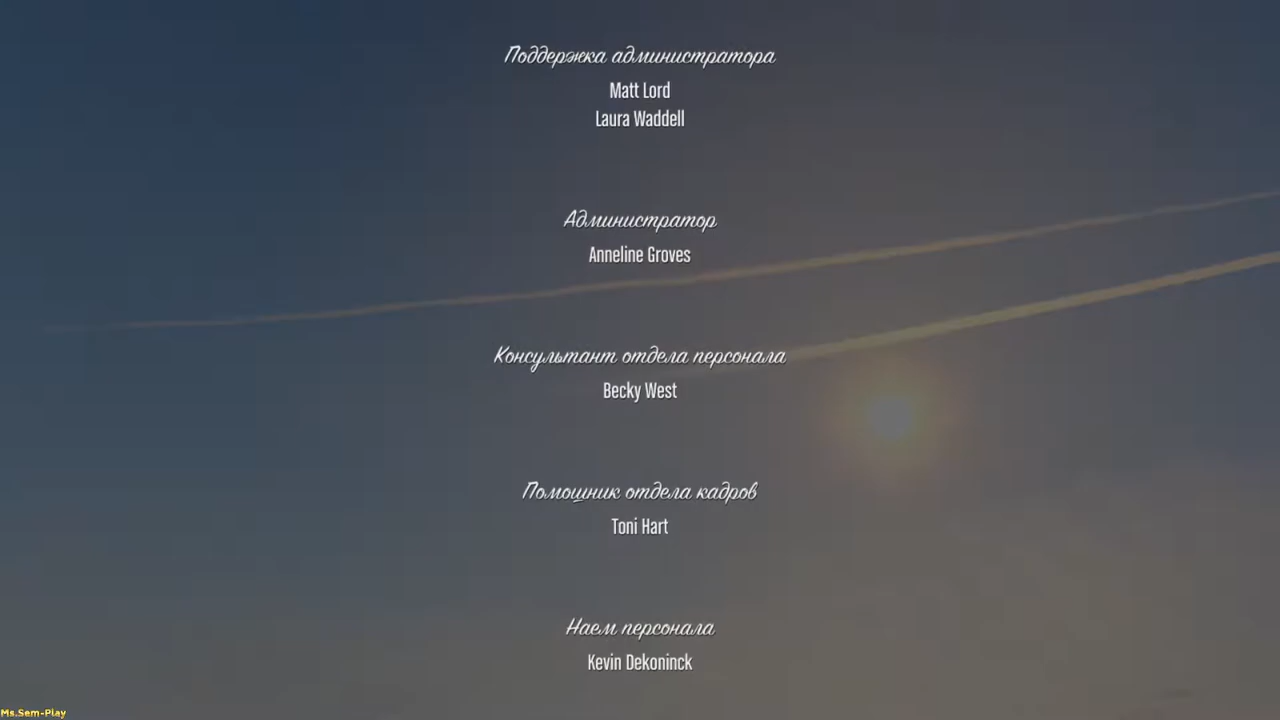 Поддержка администратора
Matt Lord
Laura Waddell
Администратор
Anneline Groves
Консультант отдела персонала
Becky West
Помощник отдела кадров
Toni Hart
Наем персонала
Kevin Dekoninck
Ms.Sem-Play